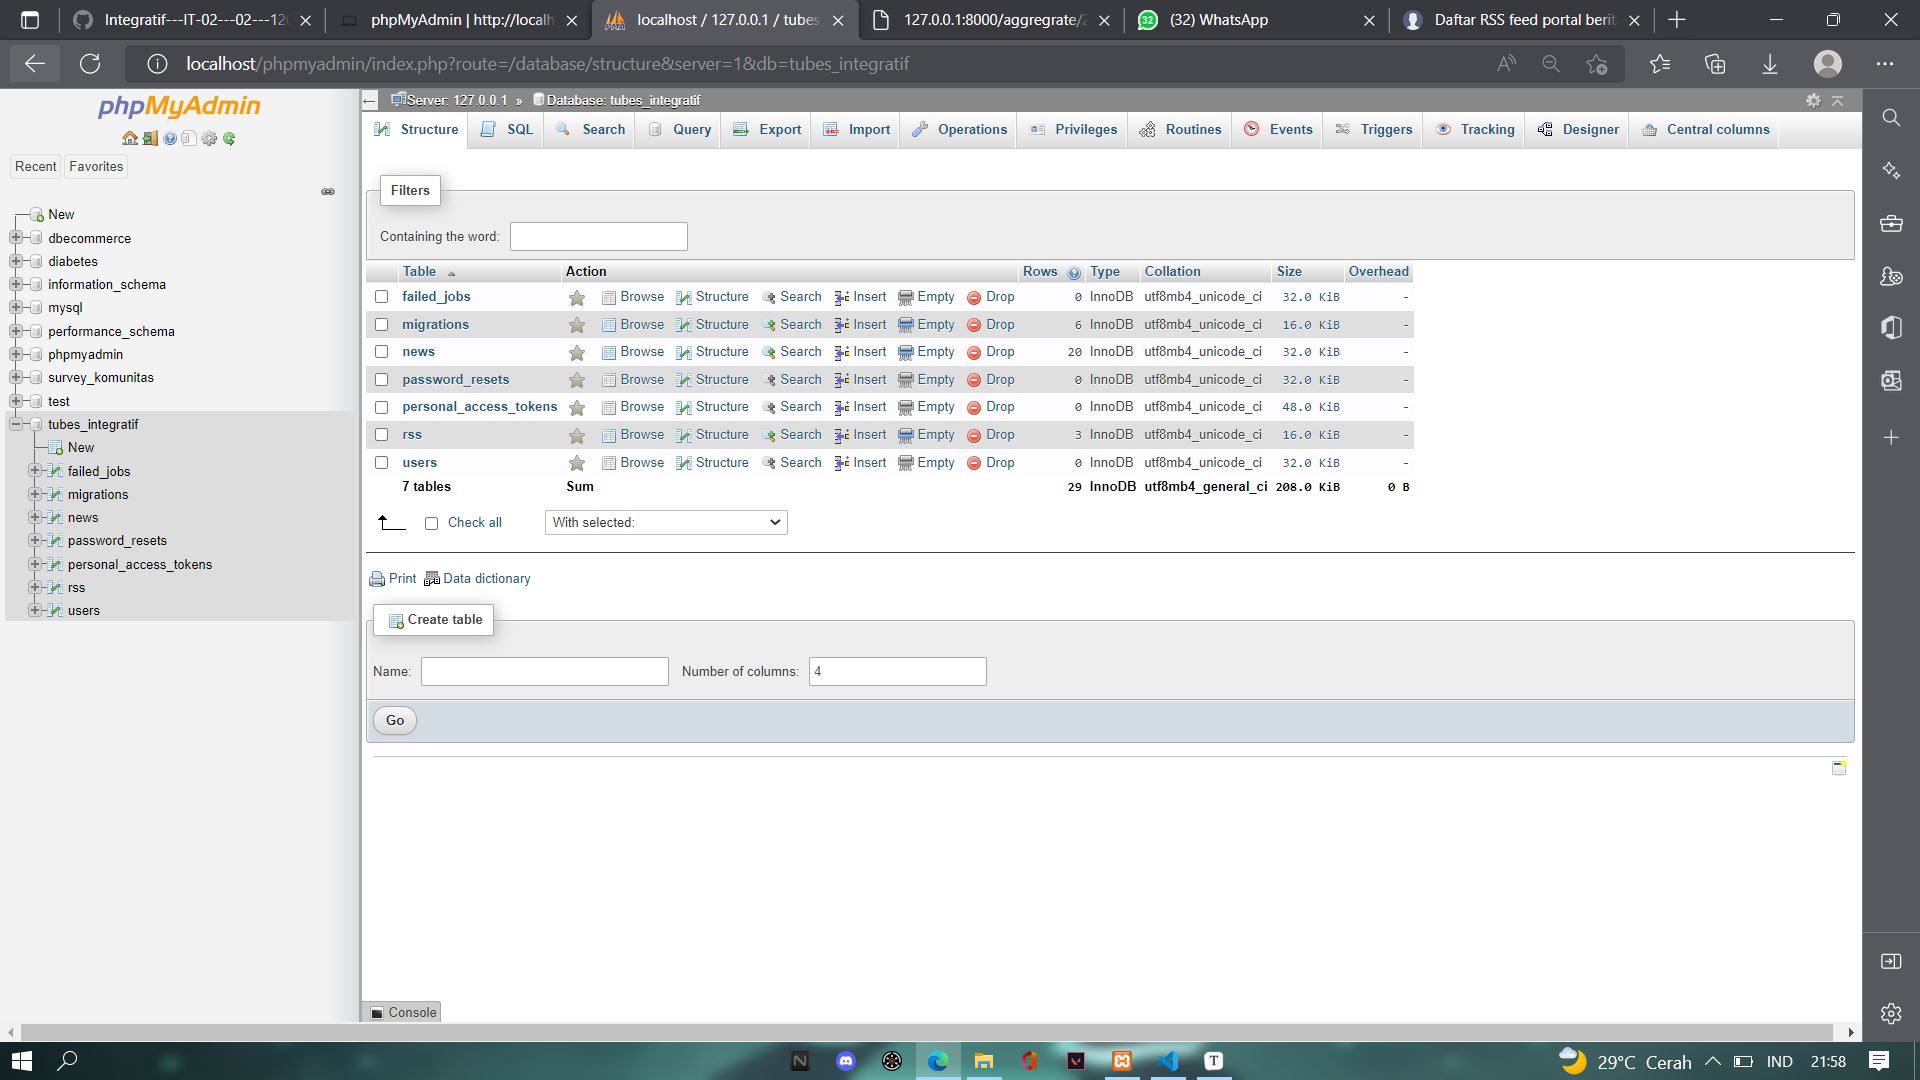 Integratif---IT-02---02---120
phpMyAdmin | http://localh
localhost / 127.0.0.1 / tubes
127.0.0.1:8000/aggregrate/2
32
(32) WhatsApp
Daftar RSS feed portal berit
localhost/phpmyadmin/index.php?route=/database/structure&server=1&db=tubes_integratif
phpMyAdmin
Recent
Favorites
New
dbecommerce
diabetes
information_schema
mysql
performance_schema
phpmyadmin
survey_komunitas
test
tubes_integratif
New
failed_jobs
migrations
news
password_resets
personal_access_tokens
rss
users
Server: 127.0.0.1 » Database: tubes_integratif
Structure SQL Search Query Export Import Operations Privileges Routines Events Triggers Tracking Designer Central columns
Filters
Containing the word:
Table Action Rows Type Collation Size Overhead
failed_jobs Browse Structure Search Insert Empty Drop 0 InnoDB utf8mb4_unicode_ci 32.0 KiB -
migrations Browse Structure Search Insert Empty Drop 6 InnoDB utf8mb4_unicode_ci 16.0 KiB -
news Browse Structure Search Insert Empty Drop 20 InnoDB utf8mb4_unicode_ci 32.0 KiB -
password_resets Browse Structure Search Insert Empty Drop 0 InnoDB utf8mb4_unicode_ci 32.0 KiB -
personal_access_tokens Browse Structure Search Insert Empty Drop 0 InnoDB utf8mb4_unicode_ci 48.0 KiB -
rss Browse Structure Search Insert Empty Drop 3 InnoDB utf8mb4_unicode_ci 16.0 KiB -
users Browse Structure Search Insert Empty Drop 0 InnoDB utf8mb4_unicode_ci 32.0 KiB -
7 tables Sum 29 InnoDB utf8mb4_general_ci 208.0 KiB 0 B
Check all With selected:
Print Data dictionary
Create table
Name: Number of columns: 4
Go
Console
29°C Cerah IND 21:58